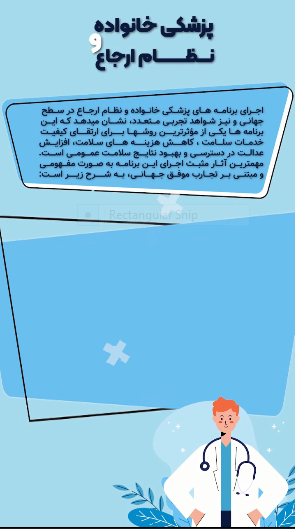 پزشکی خانواده
و
نظام ارجاع
اجرای برنامه های پزشکی خانواده و نظام ارجاع در سطح
جهانی و نیز شواهد تجربی متعدد، نشان میدهد که این
برنامه ها یکی از مؤثرترین روشها برای ارتقای کیفیت
خدمات سلامت ، کاهش هزینه های سلامت، افزایش
عدالت در دسترسی و بهبود نتایج سلامت عمومی است.
مهمترین آثار مثبت اجرای این برنامه به صورت مفهومی
و مبتنی بر تجارب موفق جهانی، به شرح زیر است:
Rectangular Snip